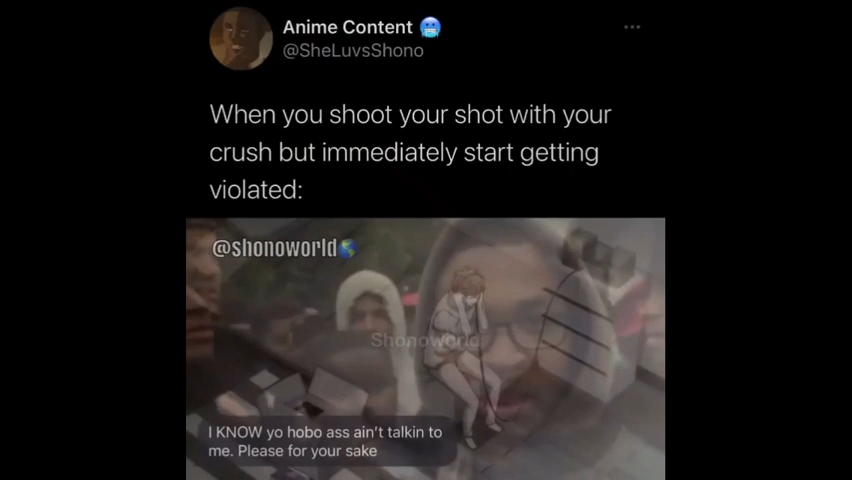 Anime Content 🥶
@SheLuvsShono
When you shoot your shot with your
crush but immediately start getting
violated:
@shonoworld🌎
Shonoworld
I KNOW yo hobo ass ain't talkin to
me. Please for your sake